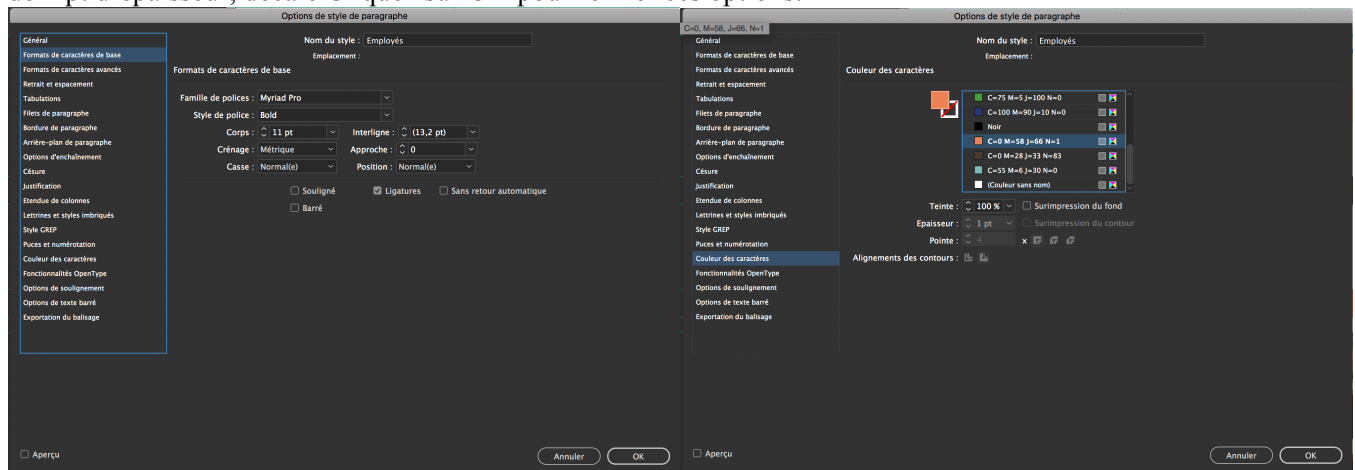 Options de style de paragraphe
Général
Formats de caractères de base
Formats de caractères avancés
Retrait et espacement
Tabulations
Filets de paragraphe
Bordure de paragraphe
Arrière-plan de paragraphe
Options d'enchaînement
Césure
Justification
Etendue de colonnes
Lettrines et styles imbriqués
Style GREP
Puces et numérotation
Couleur des caractères
Fonctionnalités OpenType
Options de soulignement
Options de texte barré
Exportation du balisage
Nom du style : Employés
Emplacement :
Formats de caractères de base
Famille de polices : Myriad Pro
Style de police : Bold
Corps : 11 pt Interligne : (13,2 pt)
Crénage : Métrique Approche : 0
Casse : Normal(e) Position : Normal(e)
Souligné Ligatures Sans retour automatique
Barré
Aperçu Annuler OK
Options de style de paragraphe
C=0, M=58, J=66, N=1
Général
Formats de caractères de base
Formats de caractères avancés
Retrait et espacement
Tabulations
Filets de paragraphe
Bordure de paragraphe
Arrière-plan de paragraphe
Options d'enchaînement
Césure
Justification
Etendue de colonnes
Lettrines et styles imbriqués
Style GREP
Puces et numérotation
Couleur des caractères
Fonctionnalités OpenType
Options de soulignement
Options de texte barré
Exportation du balisage
Nom du style : Employés
Emplacement :
Couleur des caractères
C=75 M=5 J=100 N=0
C=100 M=90 J=10 N=0
Noir
C=0 M=58 J=66 N=1
C=0 M=28 J=33 N=83
C=55 M=6 J=30 N=0
(Couleur sans nom)
Teinte : 100 % Surimpression du fond
Epaisseur : 1 pt Surimpression du contour
Pointe : 4 x
Alignements des contours :
Aperçu Annuler OK